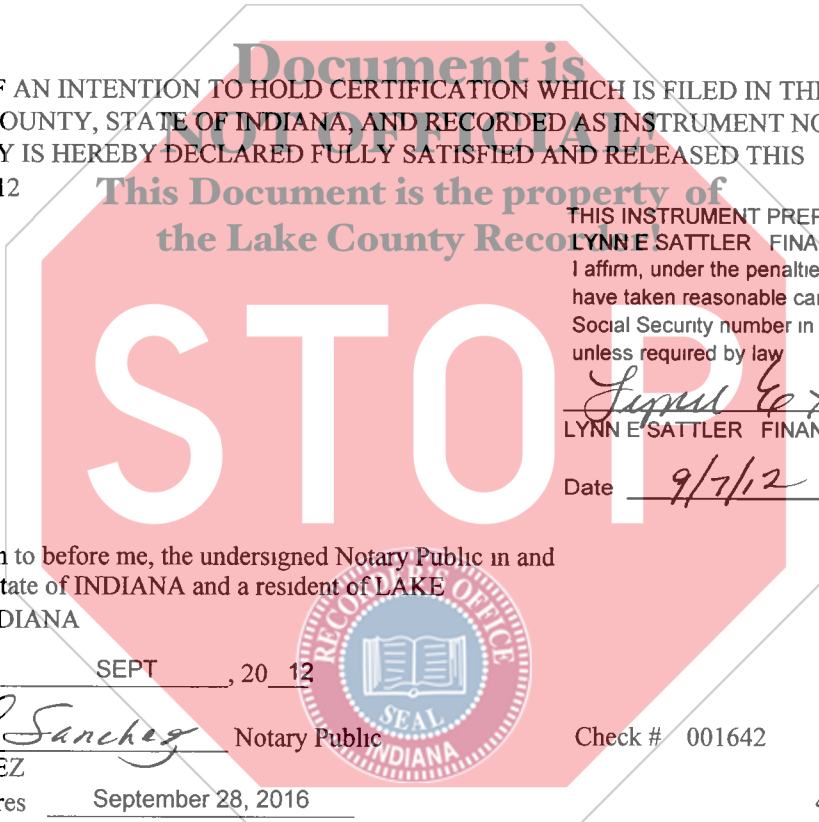 Document is
F AN INTENTION TO HOLD CERTIFICATION WHICH IS FILED IN THE
OUNTY, STATE OF INDIANA, AND RECORDED AS INSTRUMENT NO
NOT OFFICIAL!
Y IS HEREBY DECLARED FULLY SATISFIED AND RELEASED THIS
12
This Document is the property of
the Lake County Recorder!
THIS INSTRUMENT PREP
LYNN E SATTLER FINA
I affirm, under the penaltie
have taken reasonable car
Social Security number in
unless required by law
STOP
Lynn E
LYNN E SATTLER FINAN
Date 9/7/12
n to before me, the undersigned Notary Public in and
tate of INDIANA and a resident of LAKE
DIANA
RECORDER'S OFFICE
SEAL
INDIANA
SEPT , 20 12
Sanchez Notary Public
Check # 001642
EZ
res September 28, 2016